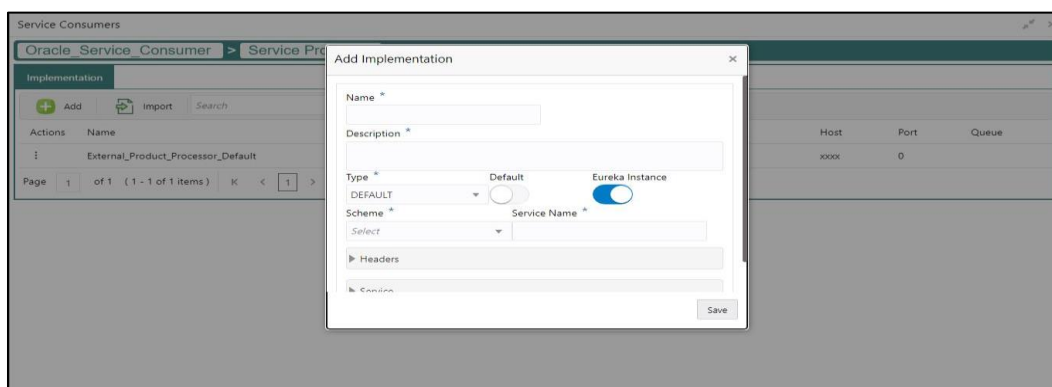 Service Consumers
Oracle_Service_Consumer > Service Pro
Implementation
Add Import Search
Actions Name Host Port Queue
External_Product_Processor_Default xxxx 0
Page 1 of 1 (1 - 1 of 1 items) K < 1 >
Add Implementation ×
Name *
Description *
Type * Default Eureka Instance
DEFAULT
Scheme * Service Name *
Select
Headers
Service
Save